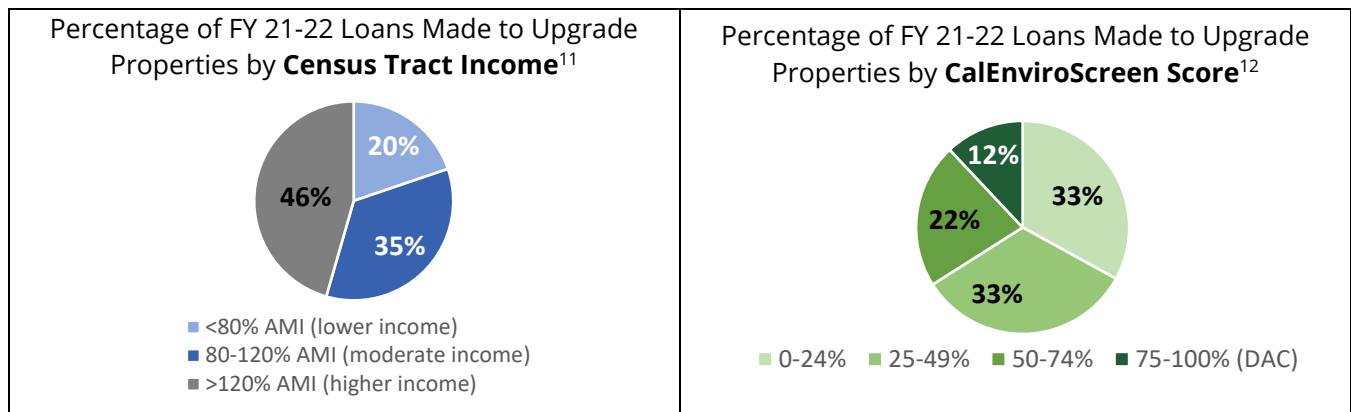 Percentage of FY 21-22 Loans Made to Upgrade
Properties by Census Tract Income11
20%
46%
35%
<80% AMI (lower income)
80-120% AMI (moderate income)
>120% AMI (higher income)
Percentage of FY 21-22 Loans Made to Upgrade
Properties by CalEnviroScreen Score12
12%
33%
22%
33%
0-24% 25-49% 50-74% 75-100% (DAC)